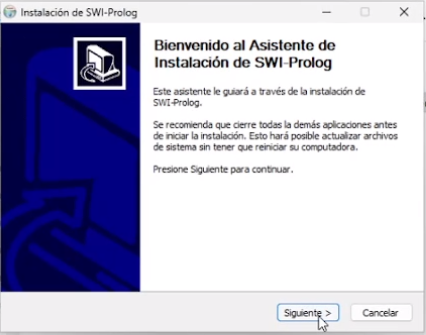 Instalación de SWI-Prolog
Bienvenido al Asistente de
Instalación de SWI-Prolog
Este asistente le guiará a través de la instalación de
SWI-Prolog.
Se recomienda que cierre todas la demás aplicaciones antes
de iniciar la instalación. Esto hará posible actualizar archivos
de sistema sin tener que reiniciar su computadora.
Presione Siguiente para continuar.
Siguiente > Cancelar